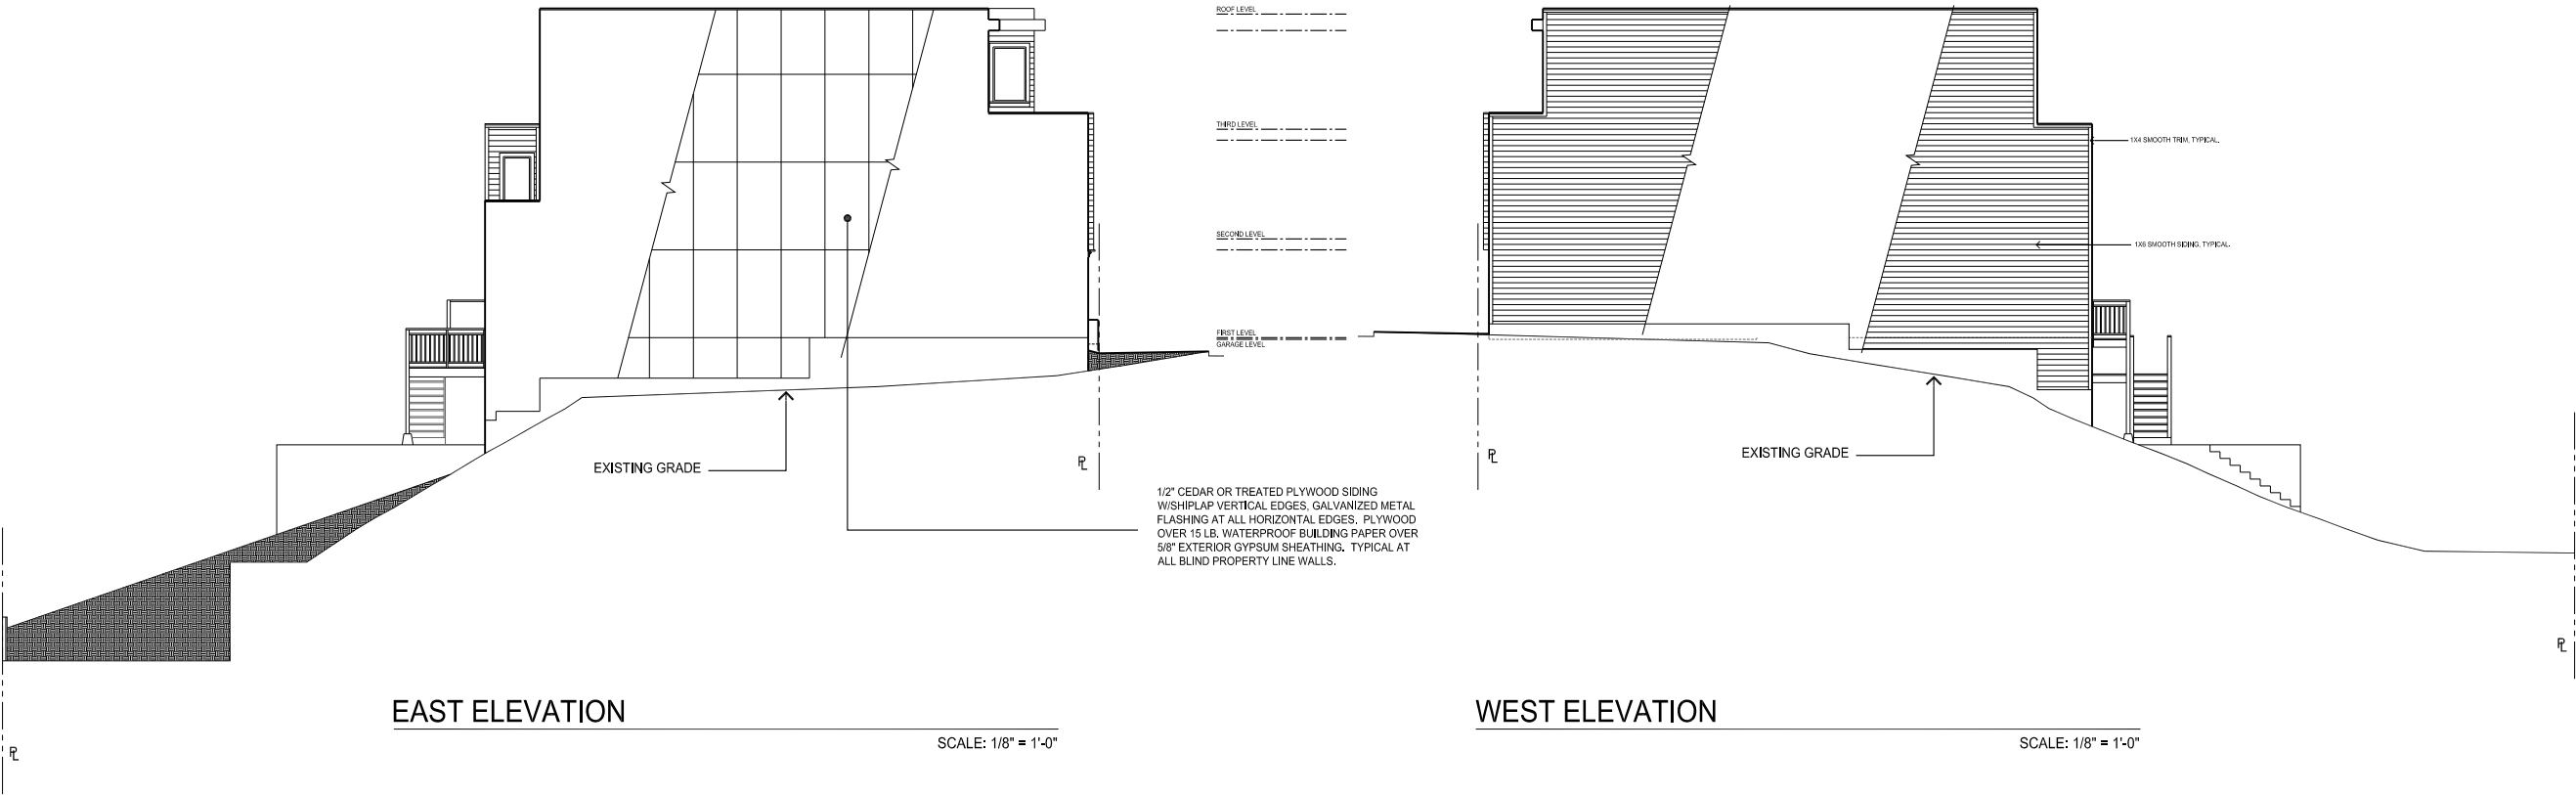 ROOF LEVEL
THIRD LEVEL
SECOND LEVEL
FIRST LEVEL
GARAGE LEVEL
1X4 SMOOTH TRIM, TYPICAL.
1X6 SMOOTH SIDING, TYPICAL.
EXISTING GRADE
EXISTING GRADE
PL
PL
1/2" CEDAR OR TREATED PLYWOOD SIDING
W/SHIPLAP VERTICAL EDGES, GALVANIZED METAL
FLASHING AT ALL HORIZONTAL EDGES. PLYWOOD
OVER 15 LB. WATERPROOF BUILDING PAPER OVER
5/8" EXTERIOR GYPSUM SHEATHING. TYPICAL AT
ALL BLIND PROPERTY LINE WALLS.
PL
EAST ELEVATION
SCALE: 1/8" = 1'-0"
WEST ELEVATION
SCALE: 1/8" = 1'-0"
PL